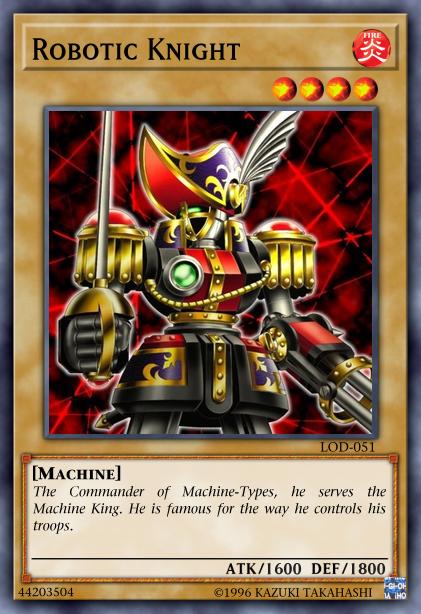 Robotic Knight
FIRE
炎
LOD-051
[Machine]
The Commander of Machine-Types, he serves the
Machine King. He is famous for the way he controls his
troops.
ATK/1600 DEF/1800
44203504
©1996 KAZUKI TAKAHASHI